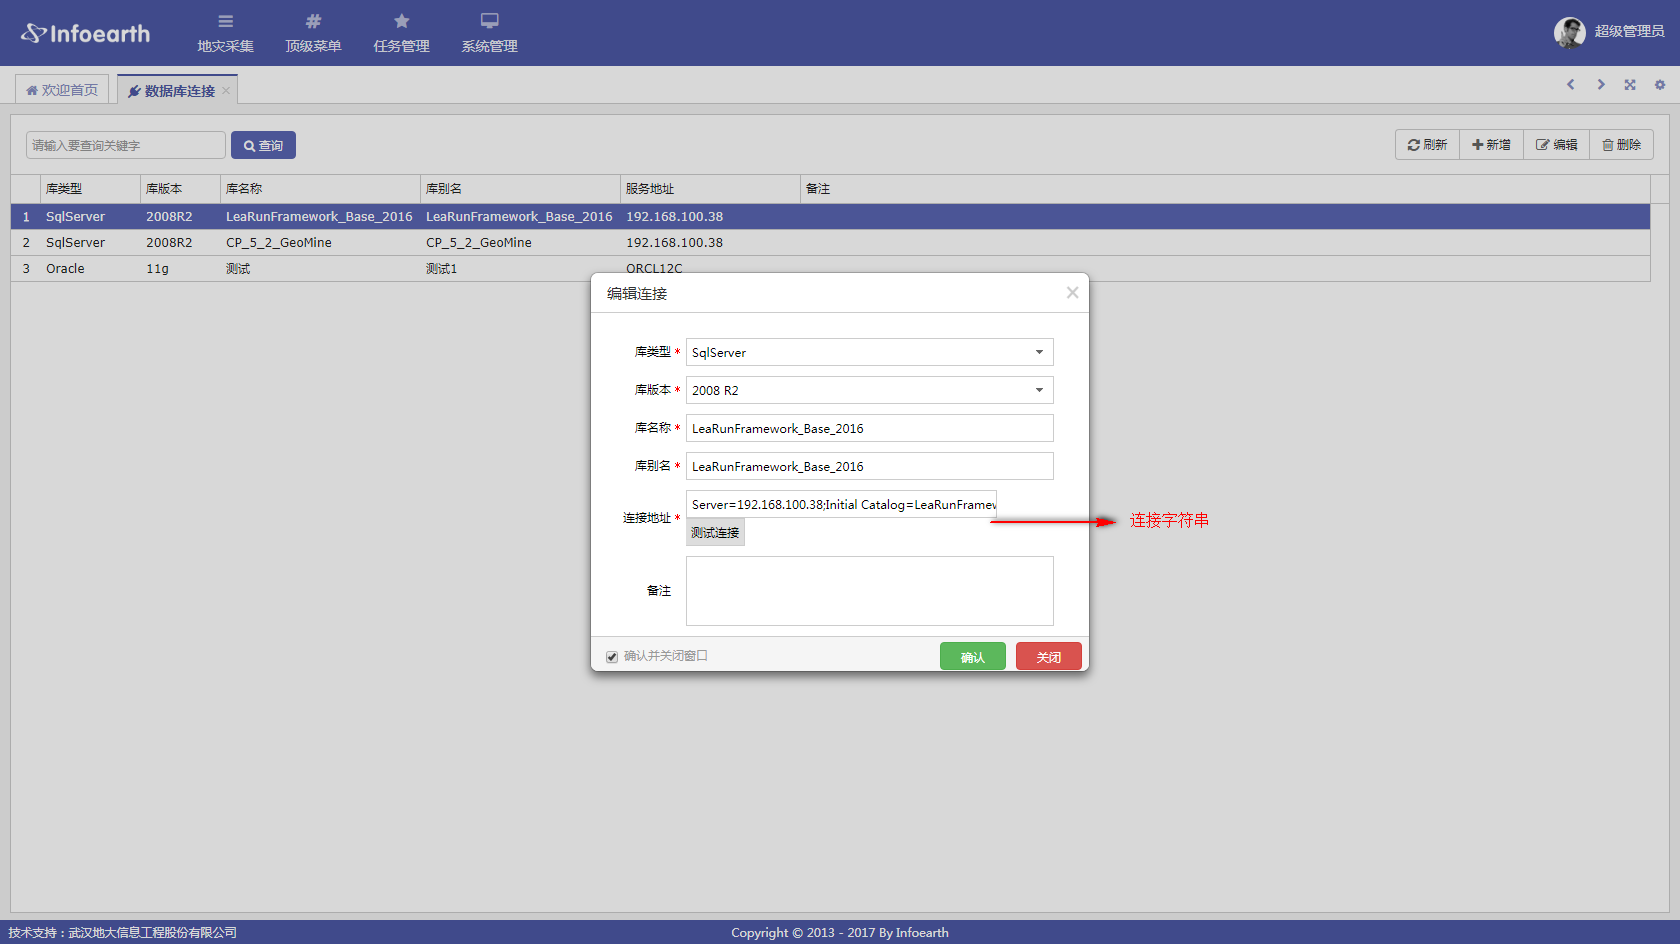 Infoearth
地灾采集
顶级菜单
任务管理
系统管理
超级管理员
欢迎首页
数据库连接
请输入要查询关键字
查询
刷新
新增
编辑
删除
库类型 库版本 库名称 库别名 服务地址 备注
1 SqlServer 2008R2 LeaRunFramework_Base_2016 LeaRunFramework_Base_2016 192.168.100.38
2 SqlServer 2008R2 CP_5_2_GeoMine CP_5_2_GeoMine 192.168.100.38
3 Oracle 11g 测试 测试1 ORCL12C
编辑连接
库类型 * SqlServer
库版本 * 2008 R2
库名称 * LeaRunFramework_Base_2016
库别名 * LeaRunFramework_Base_2016
连接地址 * Server=192.168.100.38;Initial Catalog=LeaRunFramew
测试连接
连接字符串
备注
确认并关闭窗口
确认
关闭
技术支持：武汉地大信息工程股份有限公司
Copyright © 2013 - 2017 By Infoearth